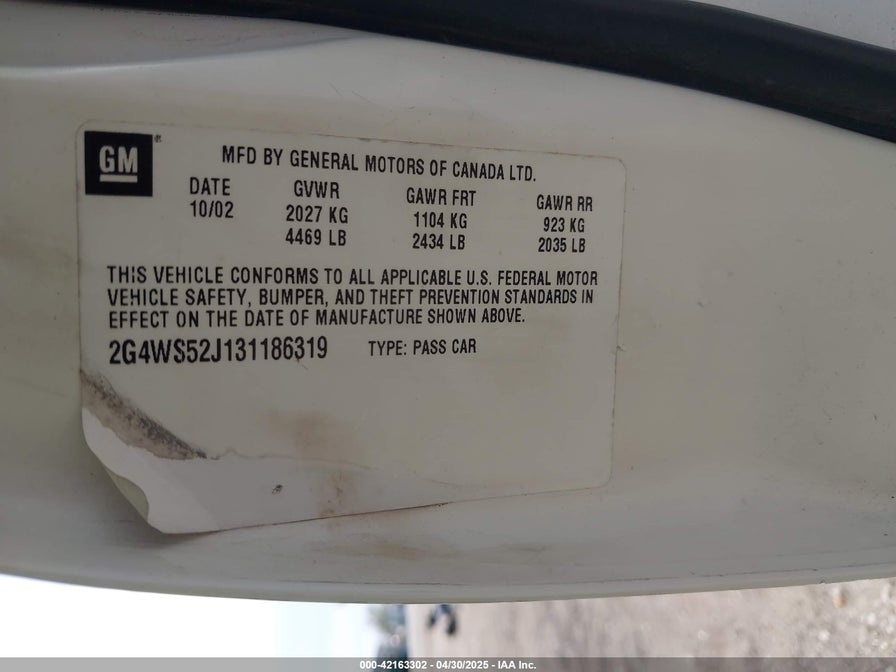 GM®
MFD BY GENERAL MOTORS OF CANADA LTD.
DATE GVWR GAWR FRT GAWR RR
10/02 2027 KG 1104 KG 923 KG
4469 LB 2434 LB 2035 LB
THIS VEHICLE CONFORMS TO ALL APPLICABLE U.S. FEDERAL MOTOR
VEHICLE SAFETY, BUMPER, AND THEFT PREVENTION STANDARDS IN
EFFECT ON THE DATE OF MANUFACTURE SHOWN ABOVE.
2G4WS52J131186319 TYPE: PASS CAR
000-42163302 - 04/30/2025 - IAA Inc.